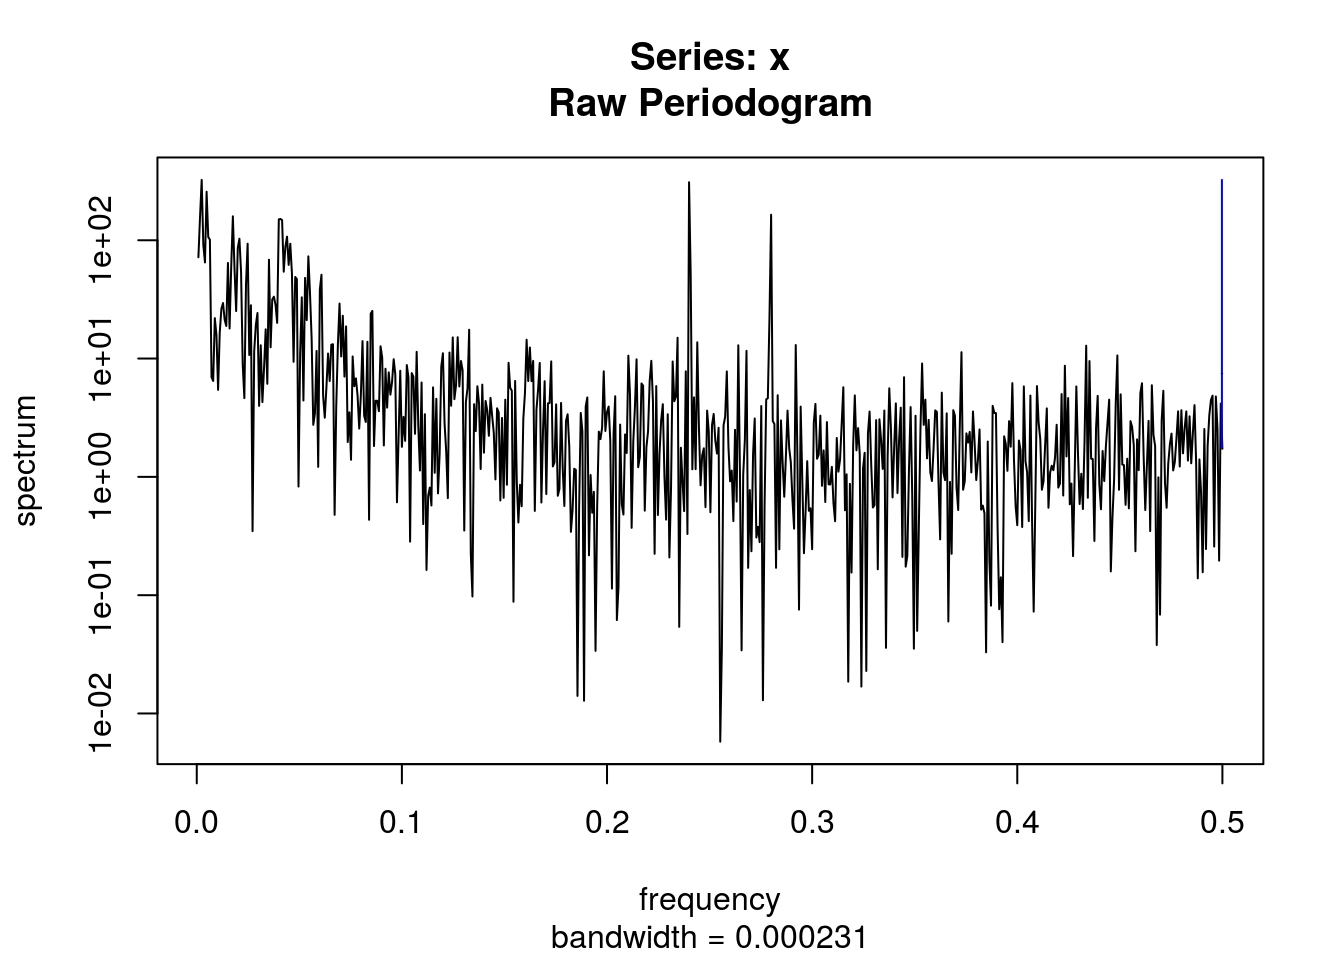 Series: x
Raw Periodogram
spectrum
1e+02
1e+01
1e+00
1e-01
1e-02
0.0 0.1 0.2 0.3 0.4 0.5
frequency
bandwidth = 0.000231